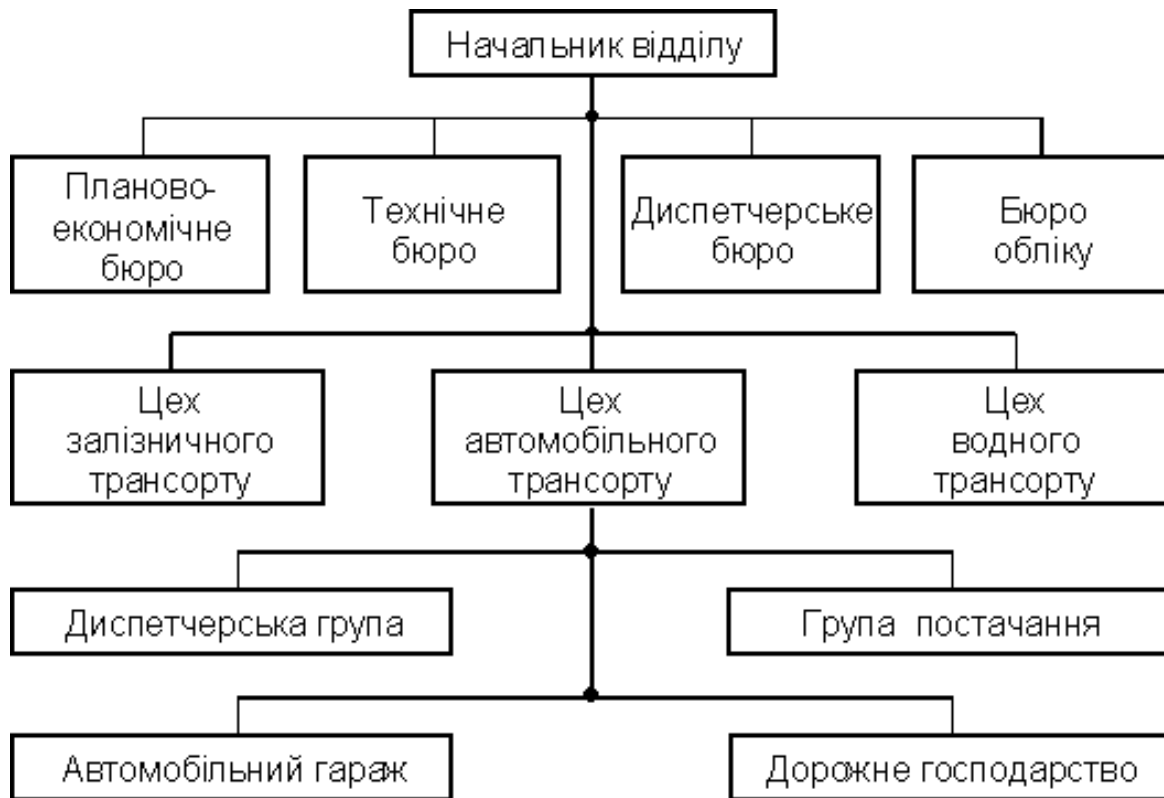 Начальник відділу
Планово-
економічне
бюро
Технічне
бюро
Диспетчерське
бюро
Бюро
обліку
Цех
залізничного
трансорту
Цех
автомобільного
трансорту
Цех
водного
трансорту
Диспетчерська група
Група постачання
Автомобільний гараж
Дорожне господарство